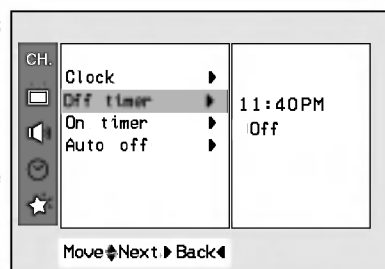 CH.
Clock ▶
Off timer ▶
On timer ▶
Auto off ▶
11:40PM
Off
Move◆Next▶Back◀